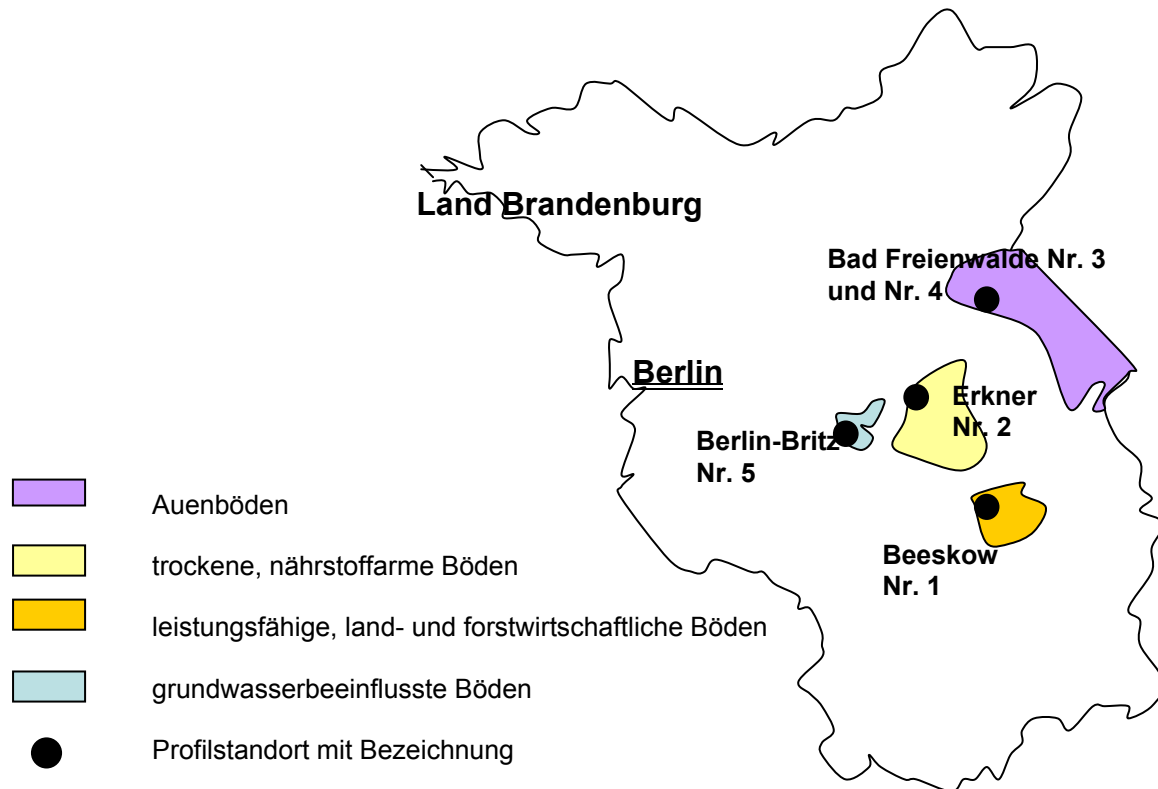 Land Brandenburg
Bad Freienwalde Nr. 3
und Nr. 4
Berlin
Erkner
Nr. 2
Berlin-Britz
Nr. 5
Beeskow
Nr. 1
Auenböden
trockene, nährstoffarme Böden
leistungsfähige, land- und forstwirtschaftliche Böden
grundwasserbeeinflusste Böden
Profilstandort mit Bezeichnung